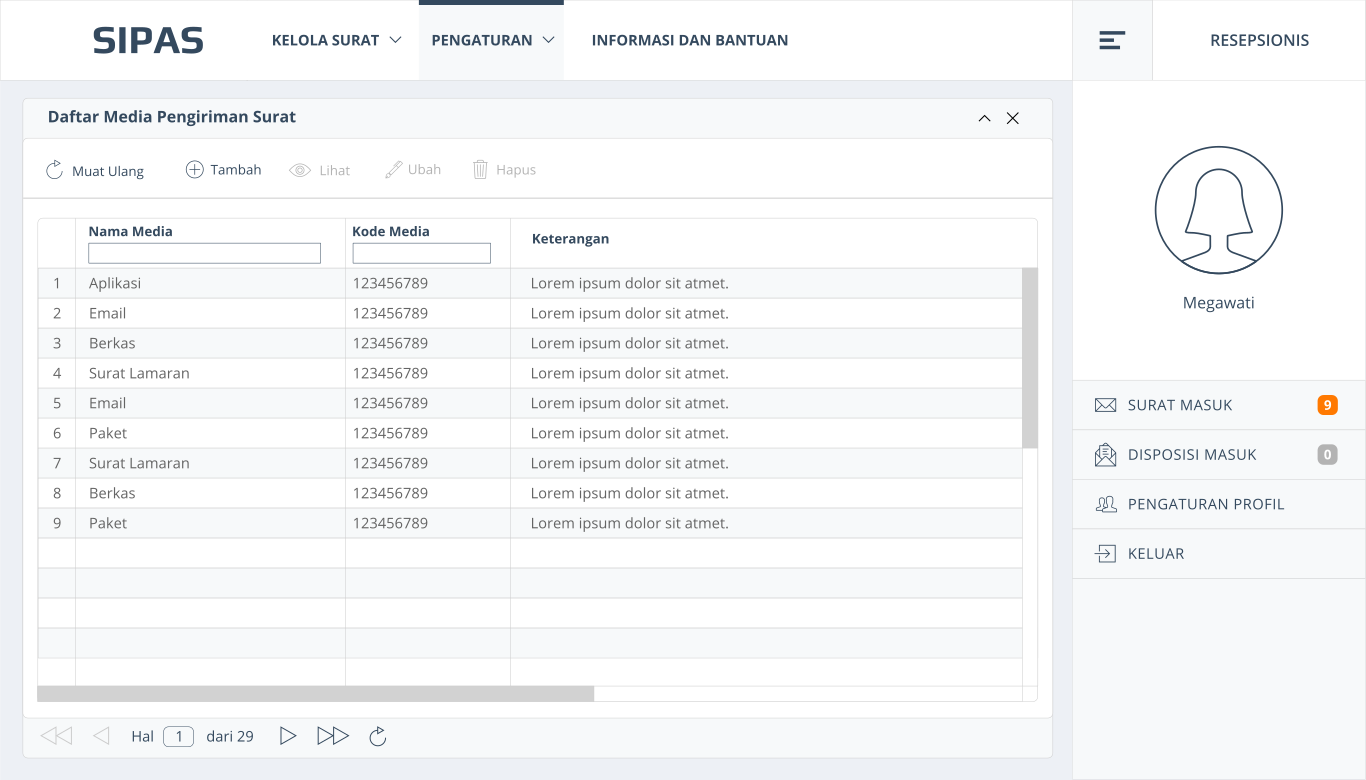 SIPAS
KELOLA SURAT
PENGATURAN
INFORMASI DAN BANTUAN
RESEPSIONIS
Daftar Media Pengiriman Surat
Muat Ulang
Tambah
Lihat
Ubah
Hapus
Nama Media
Kode Media
Keterangan
1 Aplikasi 123456789 Lorem ipsum dolor sit atmet.
2 Email 123456789 Lorem ipsum dolor sit atmet.
3 Berkas 123456789 Lorem ipsum dolor sit atmet.
4 Surat Lamaran 123456789 Lorem ipsum dolor sit atmet.
5 Email 123456789 Lorem ipsum dolor sit atmet.
6 Paket 123456789 Lorem ipsum dolor sit atmet.
7 Surat Lamaran 123456789 Lorem ipsum dolor sit atmet.
8 Berkas 123456789 Lorem ipsum dolor sit atmet.
9 Paket 123456789 Lorem ipsum dolor sit atmet.
Hal 1 dari 29
Megawati
SURAT MASUK 9
DISPOSISI MASUK 0
PENGATURAN PROFIL
KELUAR